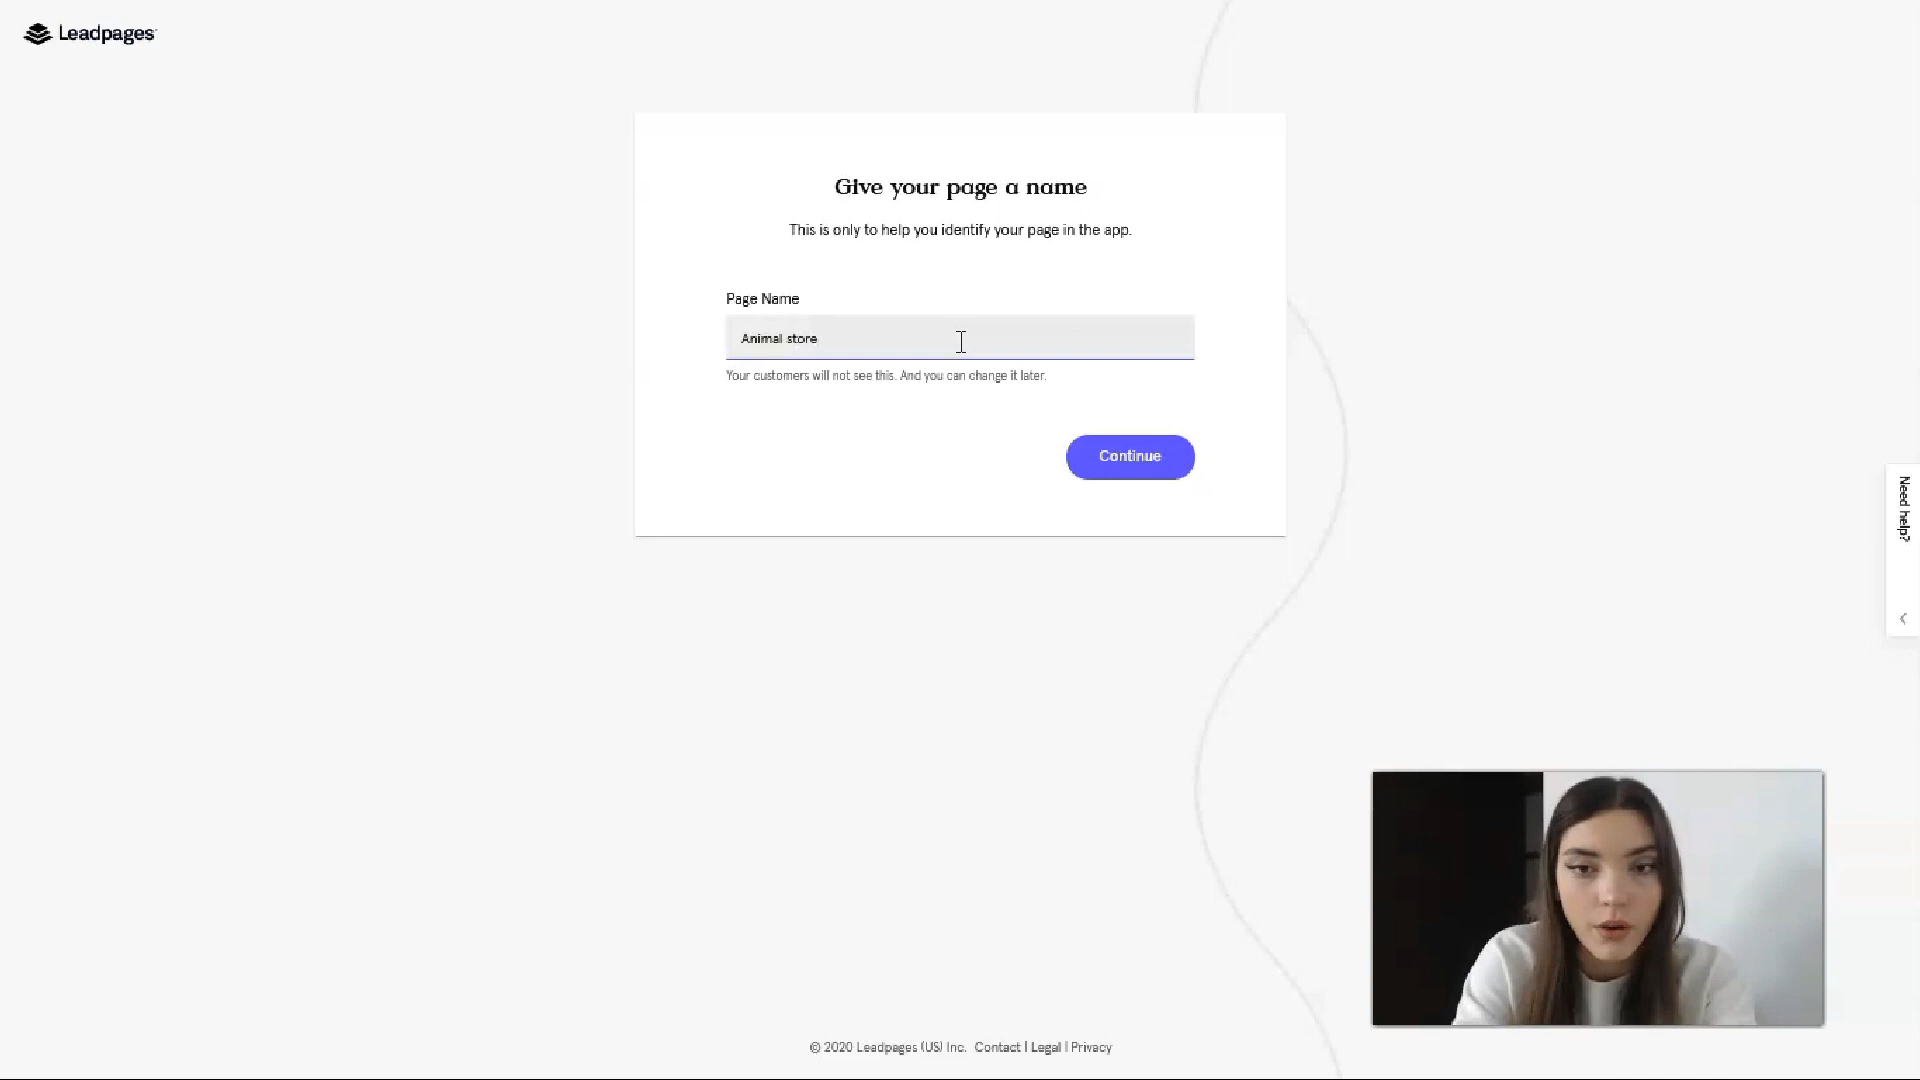 Leadpages
Give your page a name
This is only to help you identify your page in the app.
Page Name
Animal store
Your customers will not see this. And you can change it later.
Continue
Need help?
© 2020 Leadpages (US) Inc. Contact | Legal | Privacy